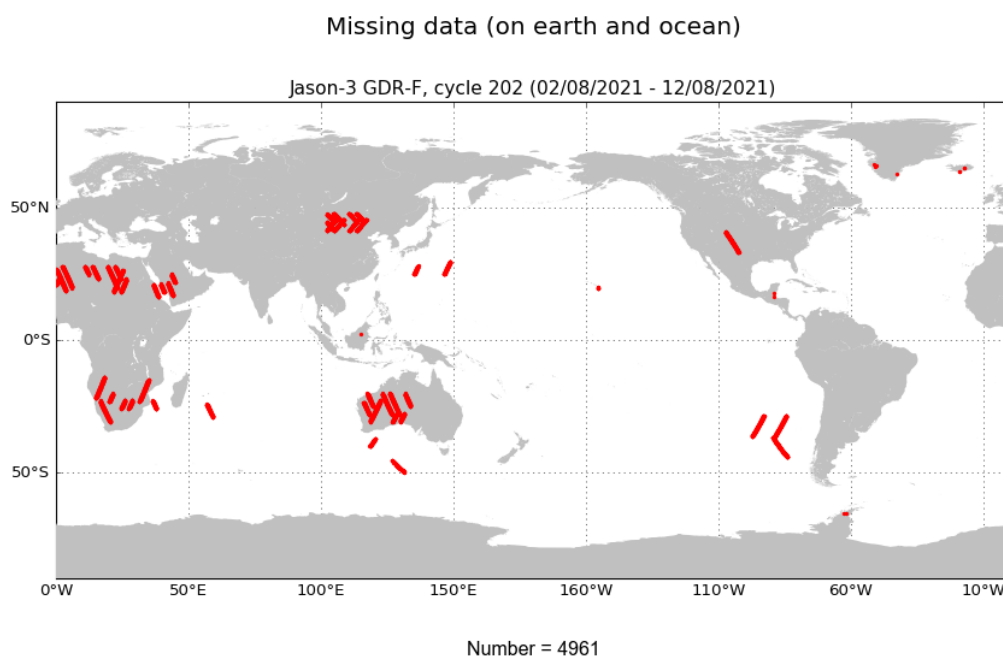 Missing data (on earth and ocean)
Jason-3 GDR-F, cycle 202 (02/08/2021 - 12/08/2021)
50°N
0°S
50°S
0°W 50°E 100°E 150°E 160°W 110°W 60°W 10°W
Number = 4961